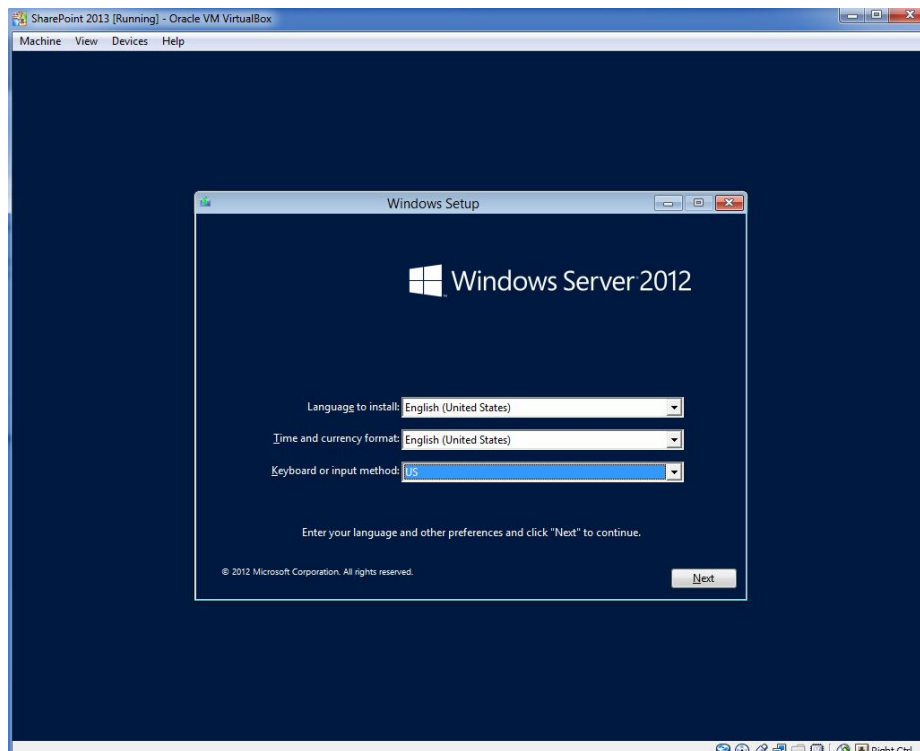 SharePoint 2013 [Running] - Oracle VM VirtualBox
Machine View Devices Help
Windows Setup
Windows Server 2012
Language to install: English (United States)
Time and currency format: English (United States)
Keyboard or input method: US
Enter your language and other preferences and click "Next" to continue.
© 2012 Microsoft Corporation. All rights reserved.
Next
Right Ctrl